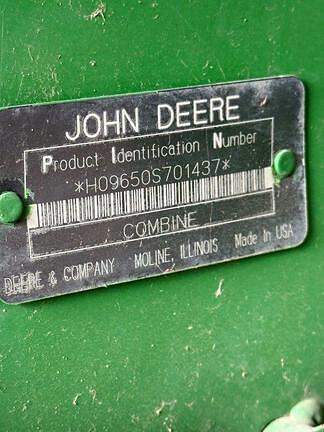 JOHN DEERE
Product Identification Number
*H09650S701437*
COMBINE
DEERE & COMPANY MOLINE, ILLINOIS Made In USA